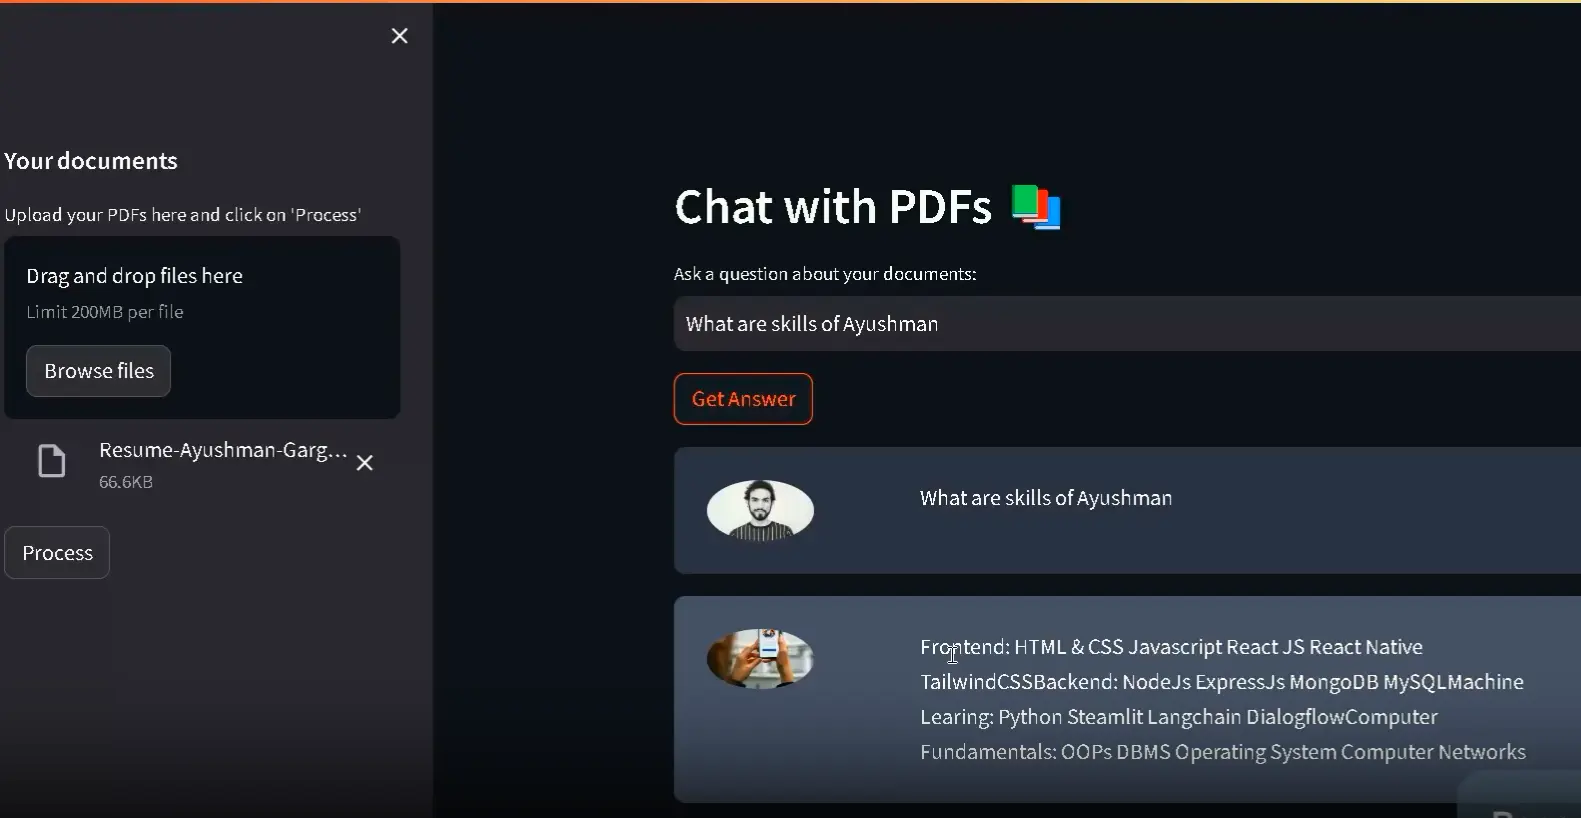 Your documents
Upload your PDFs here and click on 'Process'
Drag and drop files here
Limit 200MB per file
Browse files
Resume-Ayushman-Garg...
66.6KB
Process
Chat with PDFs
Ask a question about your documents:
What are skills of Ayushman
Get Answer
What are skills of Ayushman
Frontend: HTML & CSS Javascript React JS React Native
TailwindCSSBackend: NodeJs ExpressJs MongoDB MySQLMachine
Learing: Python Steamlit Langchain DialogflowComputer
Fundamentals: OOPs DBMS Operating System Computer Networks